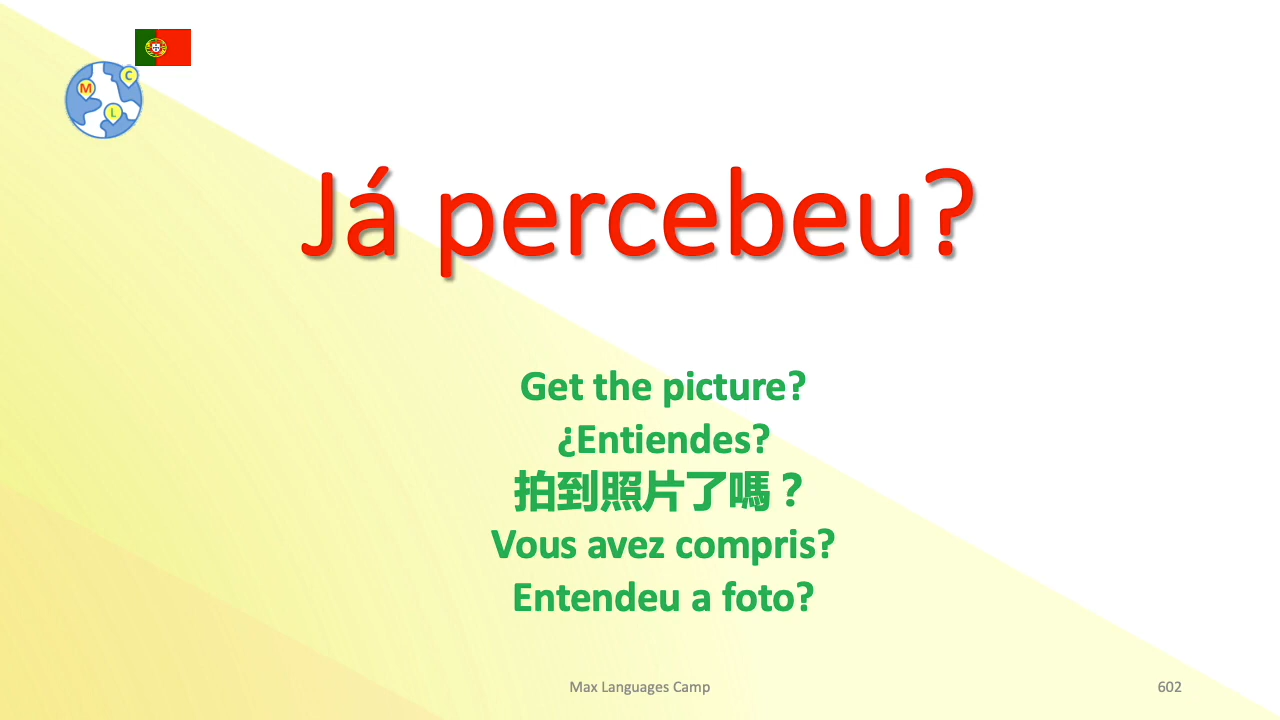 M
C
L
Já percebeu?
Get the picture?
¿Entiendes?
拍到照片了嗎？
Vous avez compris?
Entendeu a foto?
Max Languages Camp
602